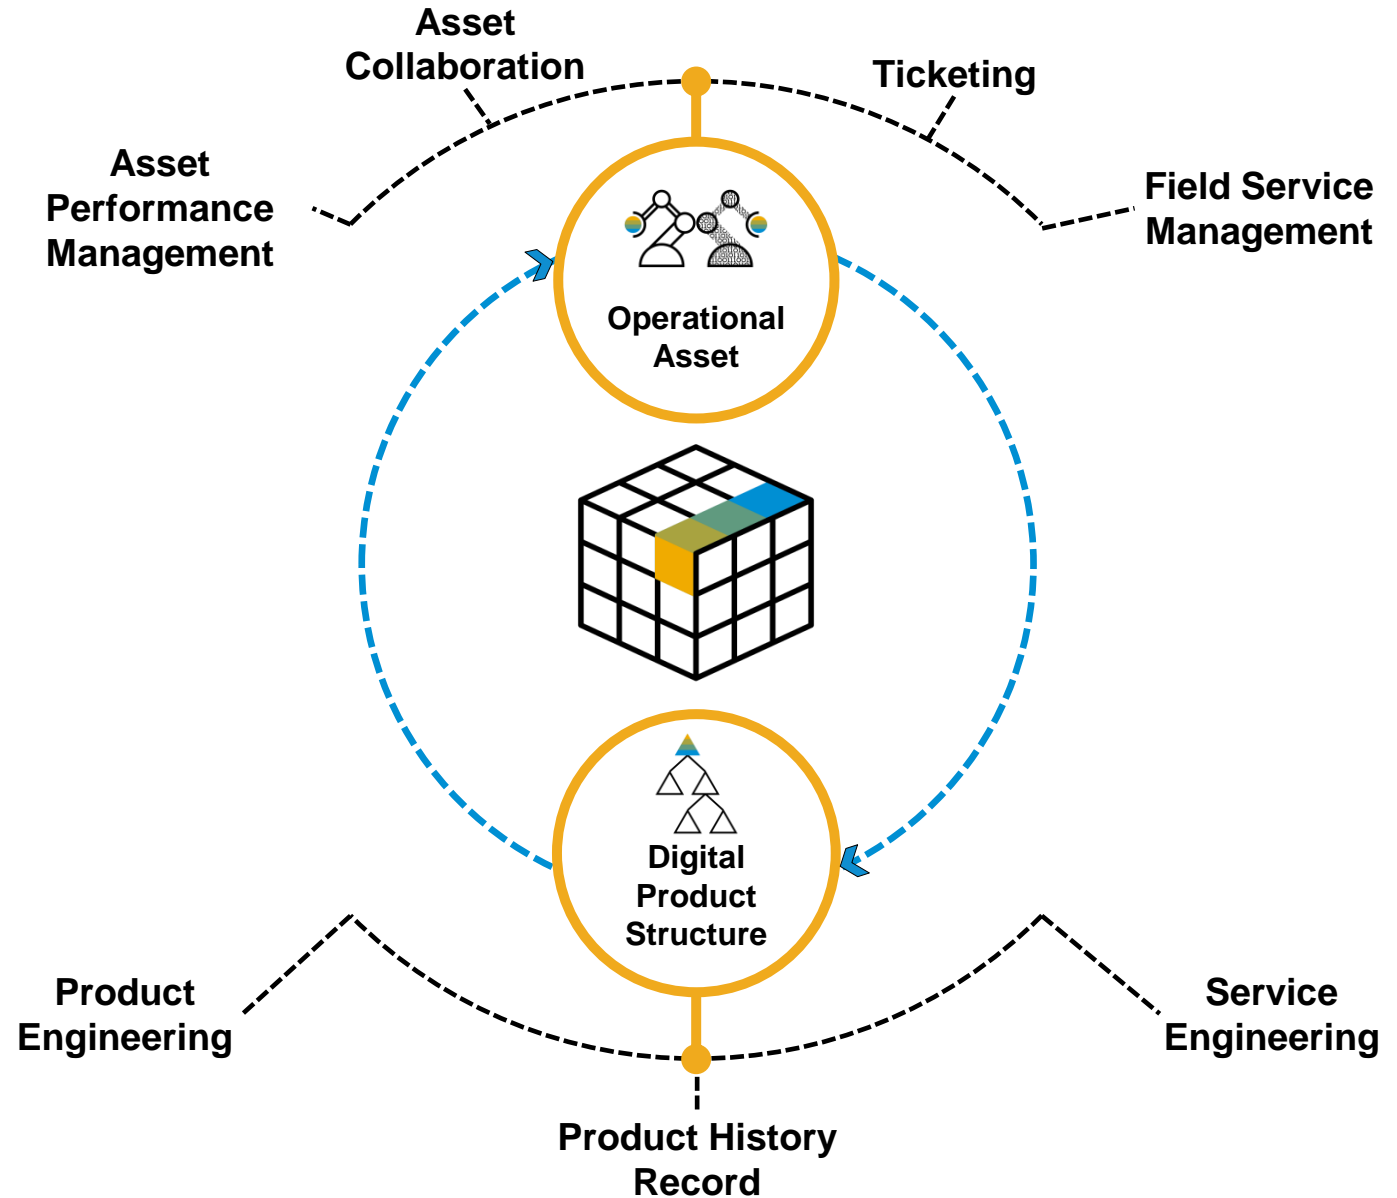 Asset
Collaboration
Ticketing
Asset
Performance
Management
Field Service
Management
Operational
Asset
Digital
Product
Structure
Product
Engineering
Service
Engineering
Product History
Record